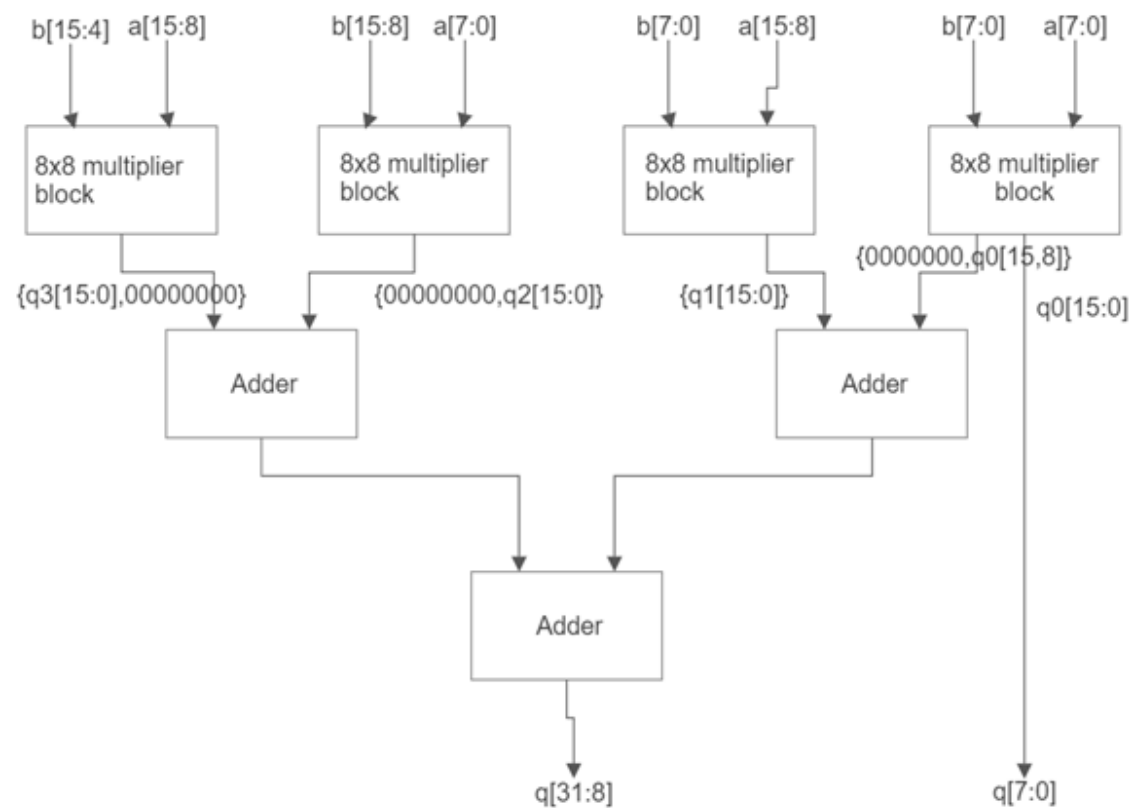 b[15:4] a[15:8] b[15:8] a[7:0] b[7:0] a[15:8] b[7:0] a[7:0]
8x8 multiplier
block
8x8 multiplier
block
8x8 multiplier
block
8x8 multiplier
block
{q3[15:0],00000000}
{00000000,q2[15:0]}
{q1[15:0]}
{0000000,q0[15,8]}
q0[15:0]
Adder
Adder
Adder
q[31:8]
q[7:0]